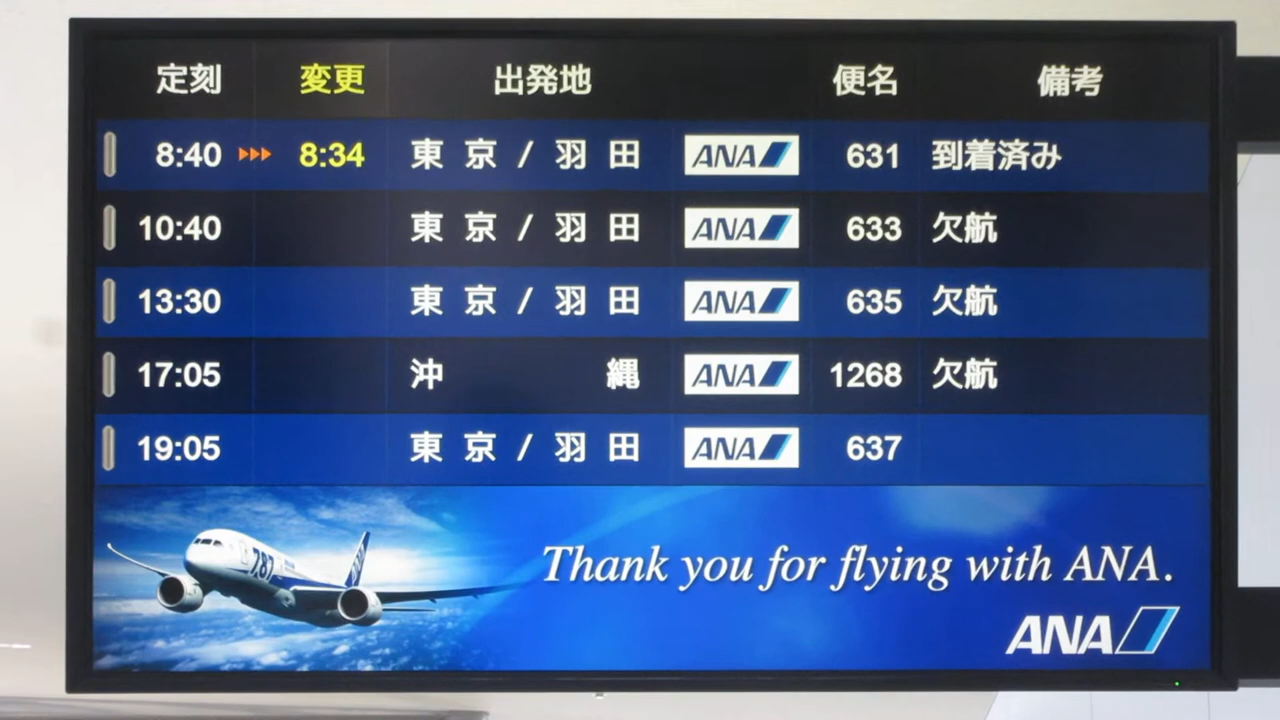 定刻 変更 出発地 便名 備考
8:40 8:34 東京/羽田 ANA 631 到着済み
10:40 東京/羽田 ANA 633 欠航
13:30 東京/羽田 ANA 635 欠航
17:05 沖縄 ANA 1268 欠航
19:05 東京/羽田 ANA 637
787
Thank you for flying with ANA.
ANA